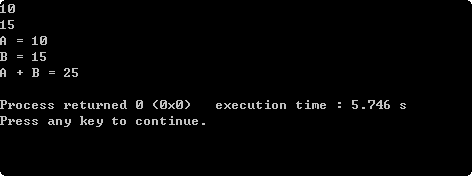 10
15
A = 10
B = 15
A + B = 25
Process returned 0 (0x0)   execution time : 5.746 s
Press any key to continue.